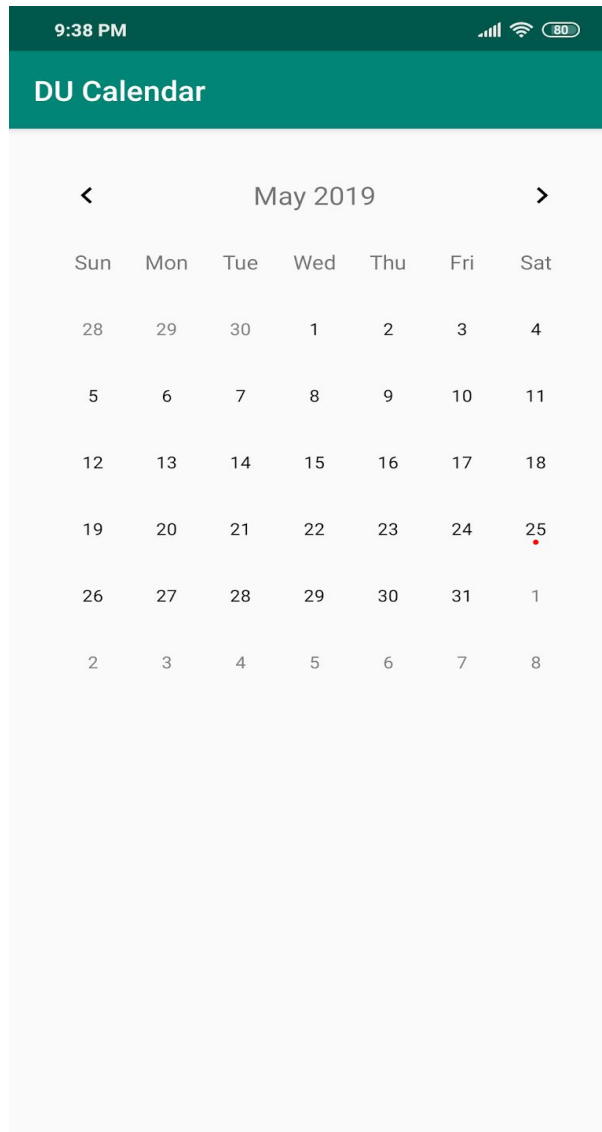 9:38 PM 80
DU Calendar
May 2019
Sun Mon Tue Wed Thu Fri Sat
28 29 30 1 2 3 4
5 6 7 8 9 10 11
12 13 14 15 16 17 18
19 20 21 22 23 24 25
26 27 28 29 30 31 1
2 3 4 5 6 7 8